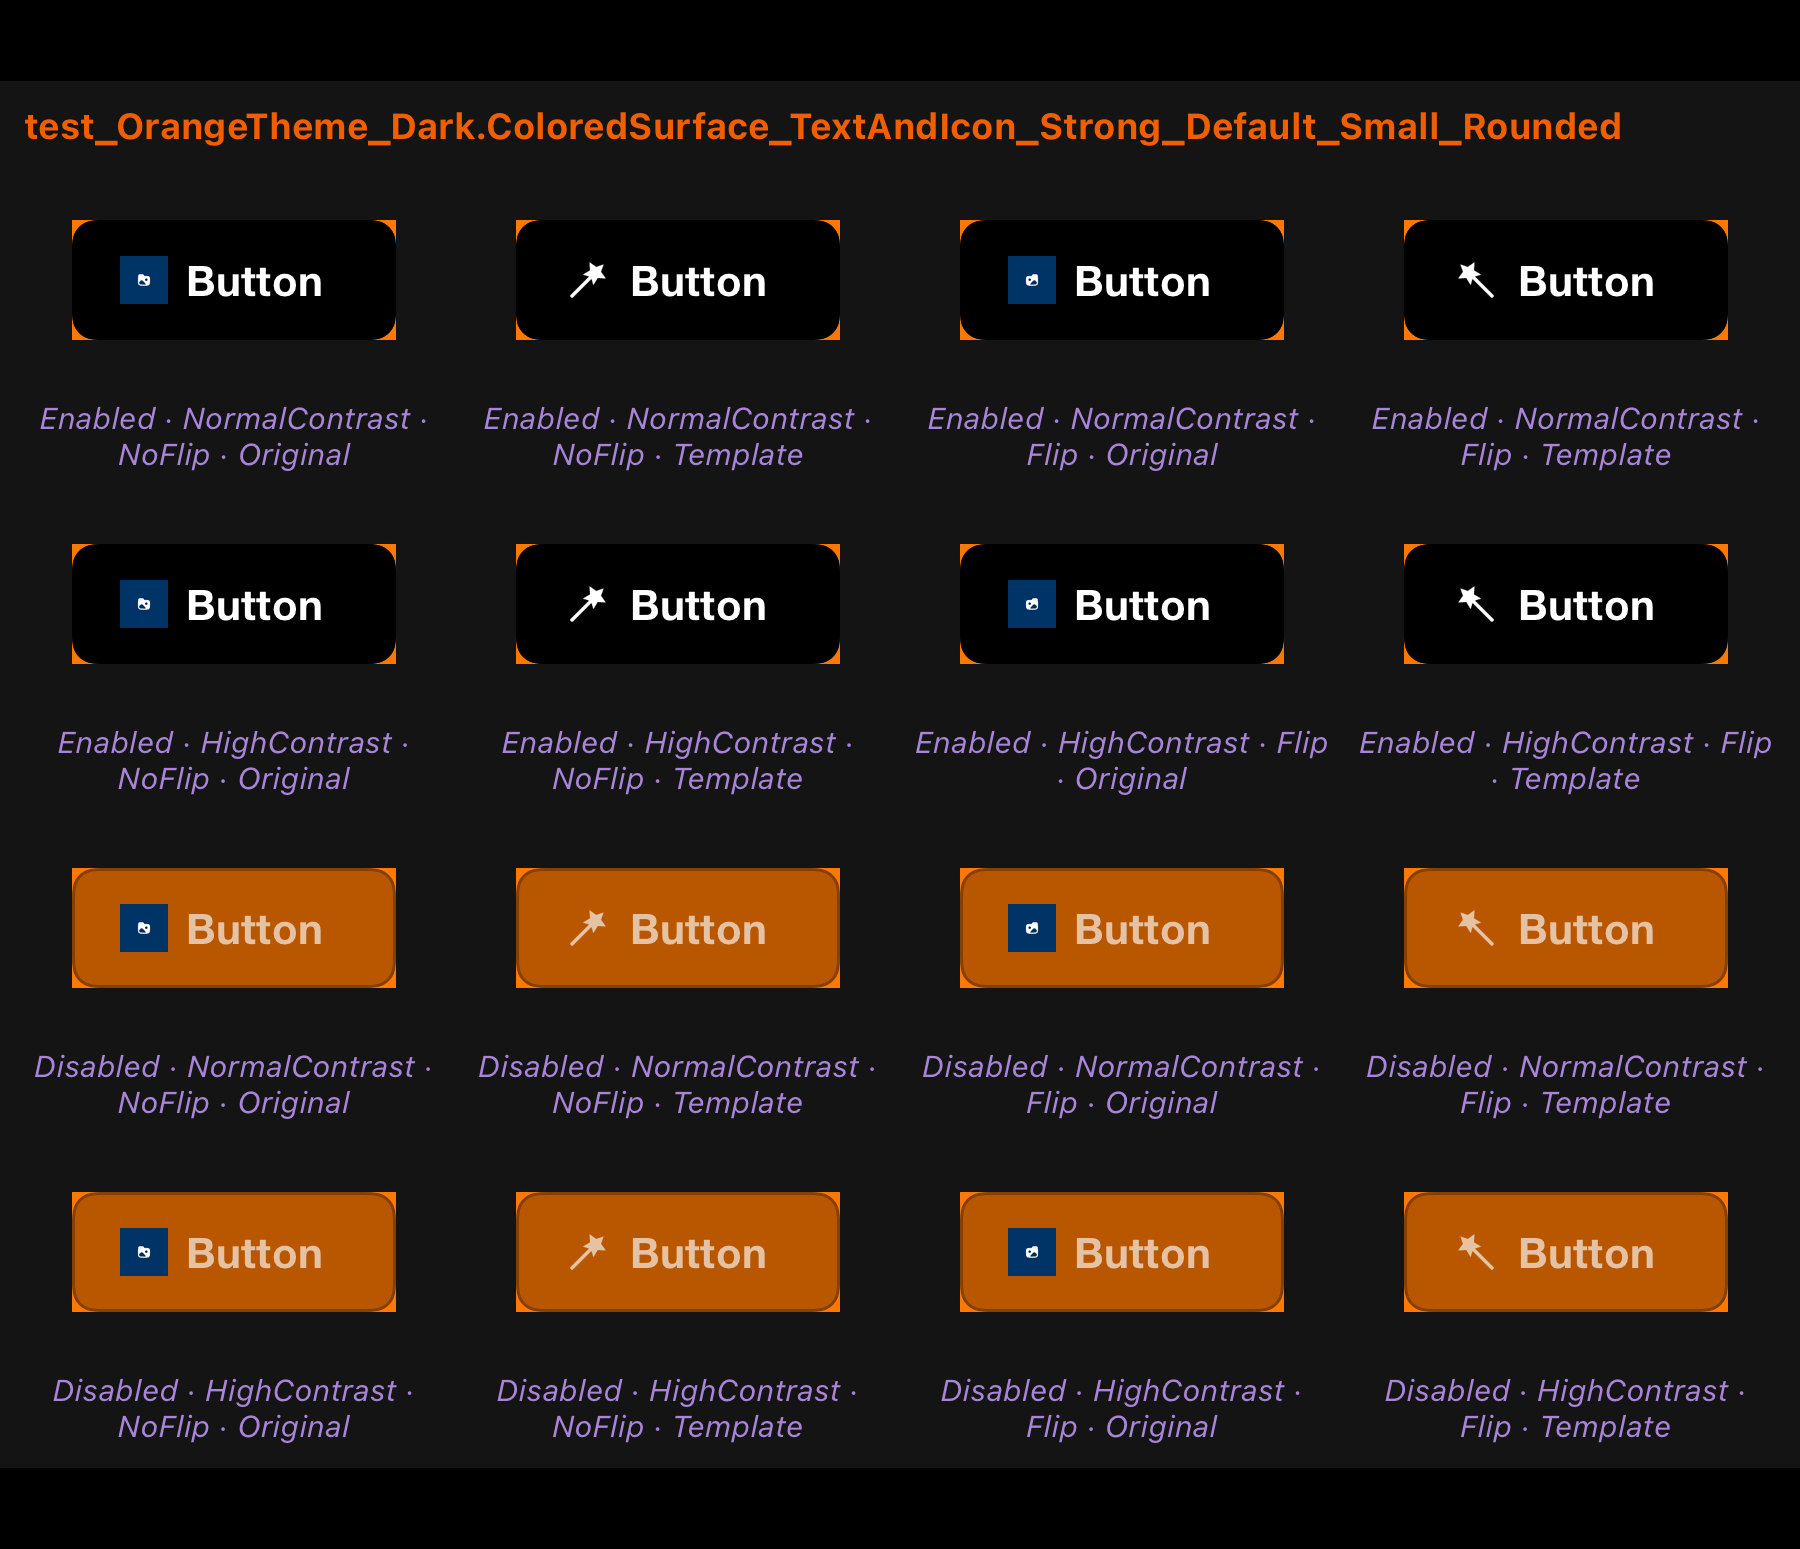 test_OrangeTheme_Dark.ColoredSurface_TextAndIcon_Strong_Default_Small_Rounded
Button Button Button Button
Enabled · NormalContrast · Enabled · NormalContrast · Enabled · NormalContrast · Enabled · NormalContrast ·
NoFlip · Original NoFlip · Template Flip · Original Flip · Template
Button Button Button Button
Enabled · HighContrast · Enabled · HighContrast · Enabled · HighContrast · Flip Enabled · HighContrast · Flip
NoFlip · Original NoFlip · Template · Original · Template
Button Button Button Button
Disabled · NormalContrast · Disabled · NormalContrast · Disabled · NormalContrast · Disabled · NormalContrast ·
NoFlip · Original NoFlip · Template Flip · Original Flip · Template
Button Button Button Button
Disabled · HighContrast · Disabled · HighContrast · Disabled · HighContrast · Disabled · HighContrast ·
NoFlip · Original NoFlip · Template Flip · Original Flip · Template